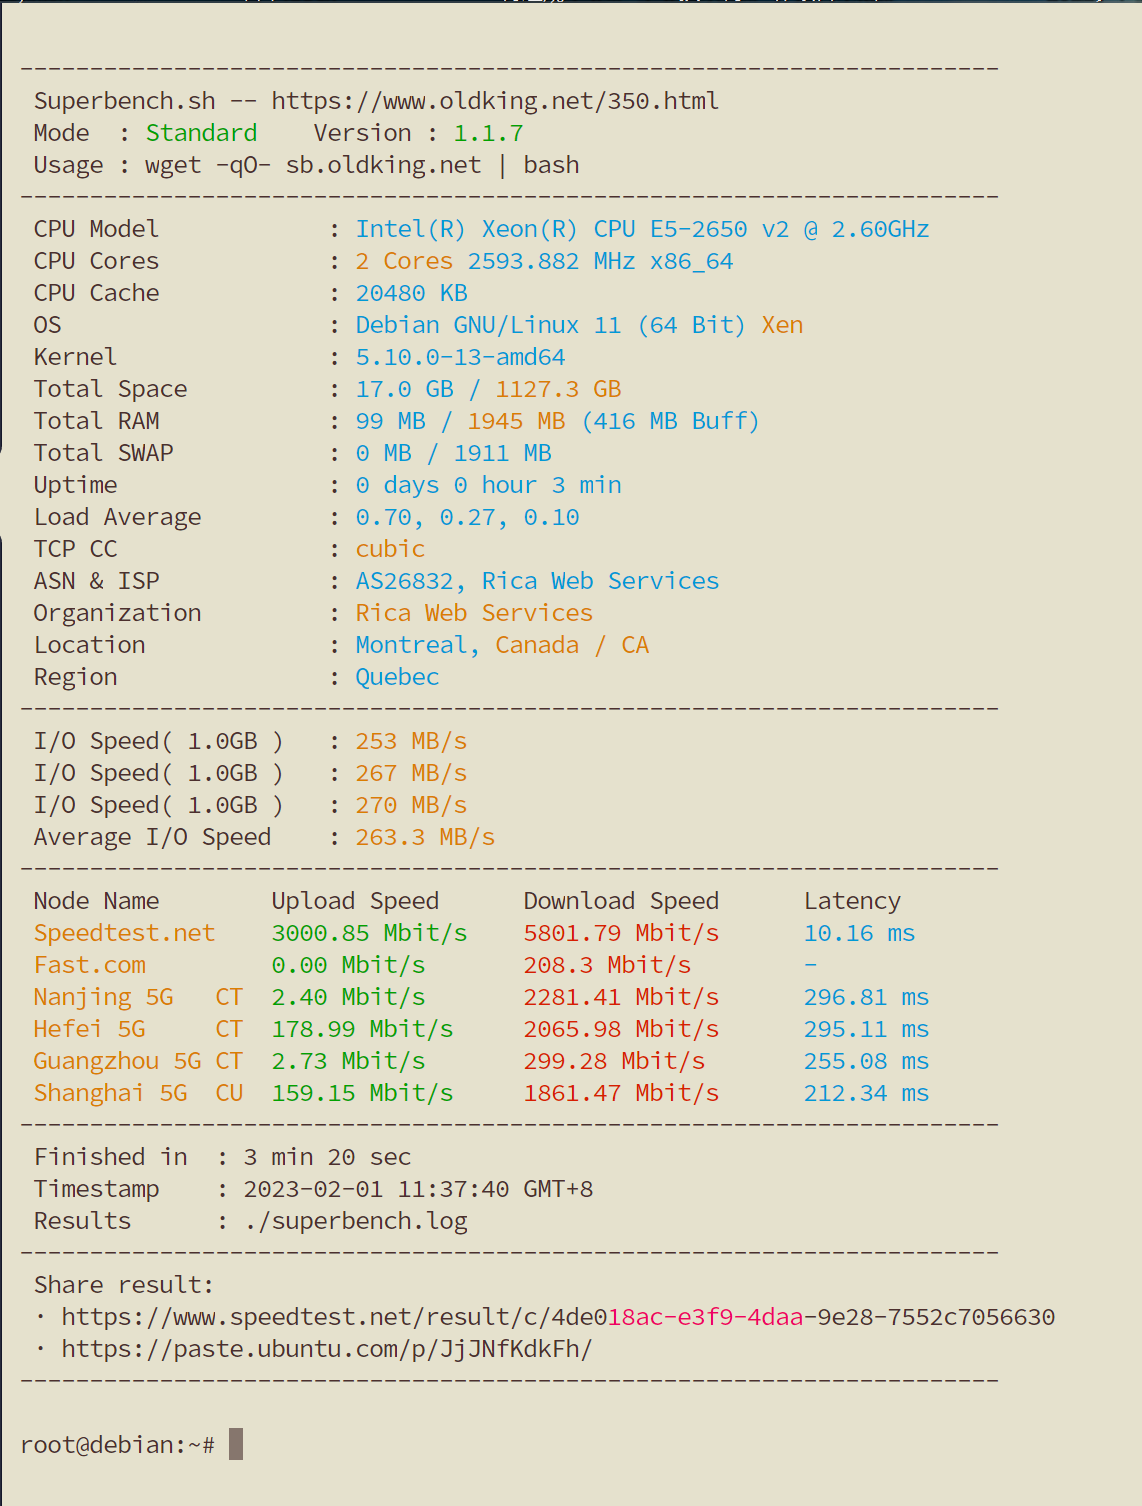 -----------------------------------------------------------------------
Superbench.sh -- https://www.oldking.net/350.html
Mode  : Standard    Version : 1.1.7
Usage : wget -qO- sb.oldking.net | bash
-----------------------------------------------------------------------
CPU Model            : Intel(R) Xeon(R) CPU E5-2650 v2 @ 2.60GHz
CPU Cores            : 2 Cores 2593.882 MHz x86_64
CPU Cache            : 20480 KB
OS                   : Debian GNU/Linux 11 (64 Bit) Xen
Kernel               : 5.10.0-13-amd64
Total Space          : 17.0 GB / 1127.3 GB
Total RAM            : 99 MB / 1945 MB (416 MB Buff)
Total SWAP           : 0 MB / 1911 MB
Uptime               : 0 days 0 hour 3 min
Load Average         : 0.70, 0.27, 0.10
TCP CC               : cubic
ASN & ISP            : AS26832, Rica Web Services
Organization         : Rica Web Services
Location             : Montreal, Canada / CA
Region               : Quebec
-----------------------------------------------------------------------
I/O Speed( 1.0GB )   : 253 MB/s
I/O Speed( 1.0GB )   : 267 MB/s
I/O Speed( 1.0GB )   : 270 MB/s
Average I/O Speed    : 263.3 MB/s
-----------------------------------------------------------------------
Node Name        Upload Speed      Download Speed      Latency
Speedtest.net    3000.85 Mbit/s    5801.79 Mbit/s      10.16 ms
Fast.com         0.00 Mbit/s       208.3 Mbit/s        -
Nanjing 5G   CT  2.40 Mbit/s       2281.41 Mbit/s      296.81 ms
Hefei 5G     CT  178.99 Mbit/s     2065.98 Mbit/s      295.11 ms
Guangzhou 5G CT  2.73 Mbit/s       299.28 Mbit/s       255.08 ms
Shanghai 5G  CU  159.15 Mbit/s     1861.47 Mbit/s      212.34 ms
-----------------------------------------------------------------------
Finished in  : 3 min 20 sec
Timestamp    : 2023-02-01 11:37:40 GMT+8
Results      : ./superbench.log
-----------------------------------------------------------------------
Share result:
· https://www.speedtest.net/result/c/4de018ac-e3f9-4daa-9e28-7552c7056630
· https://paste.ubuntu.com/p/JjJNfKdkFh/
-----------------------------------------------------------------------
root@debian:~#